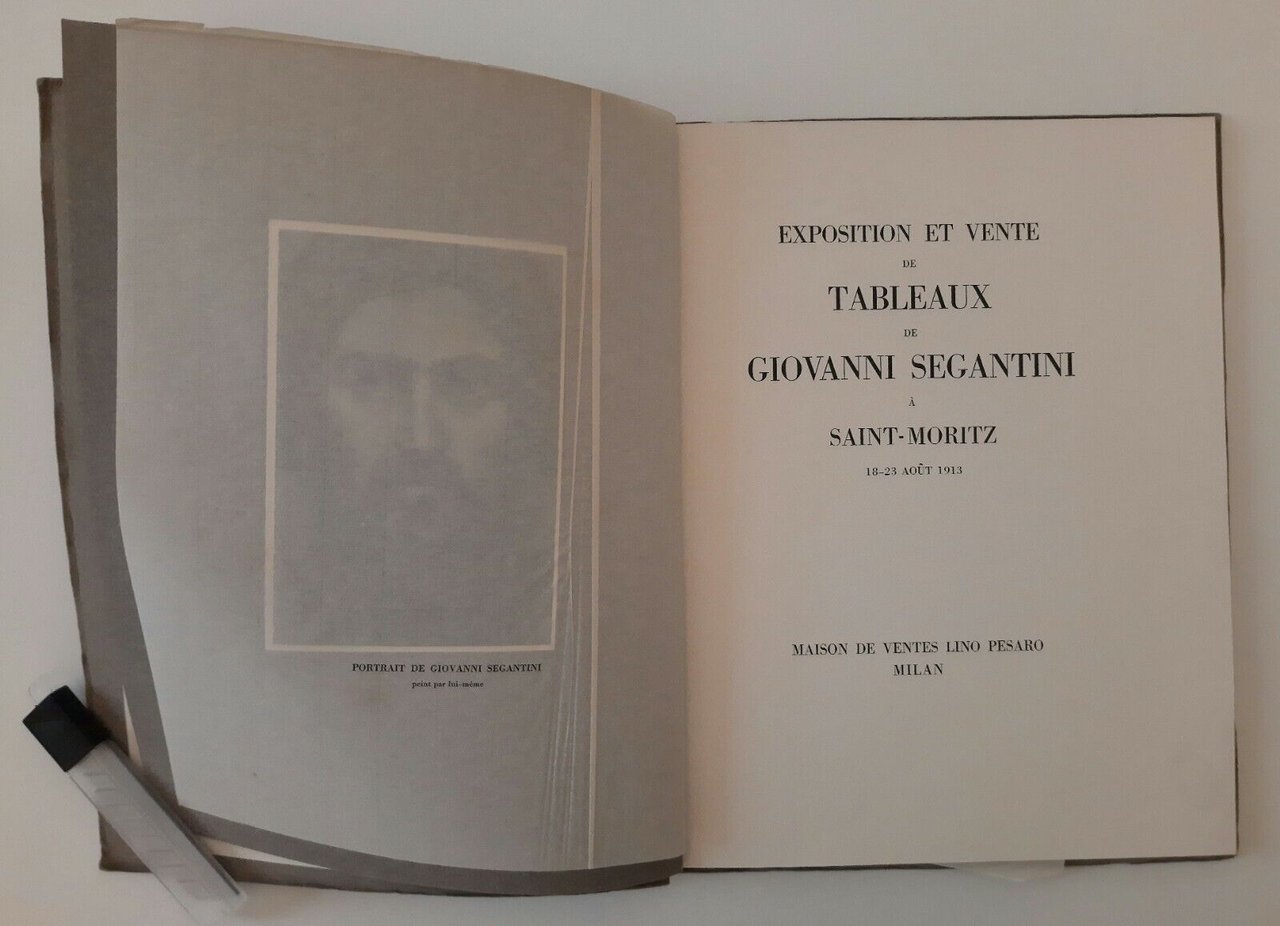 PORTRAIT DE GIOVANNI SEGANTINI
peint par lui-même
EXPOSITION ET VENTE
DE
TABLEAUX
DE
GIOVANNI SEGANTINI
À
SAINT-MORITZ
18-23 AOÛT 1913
MAISON DE VENTES LINO PESARO
MILAN